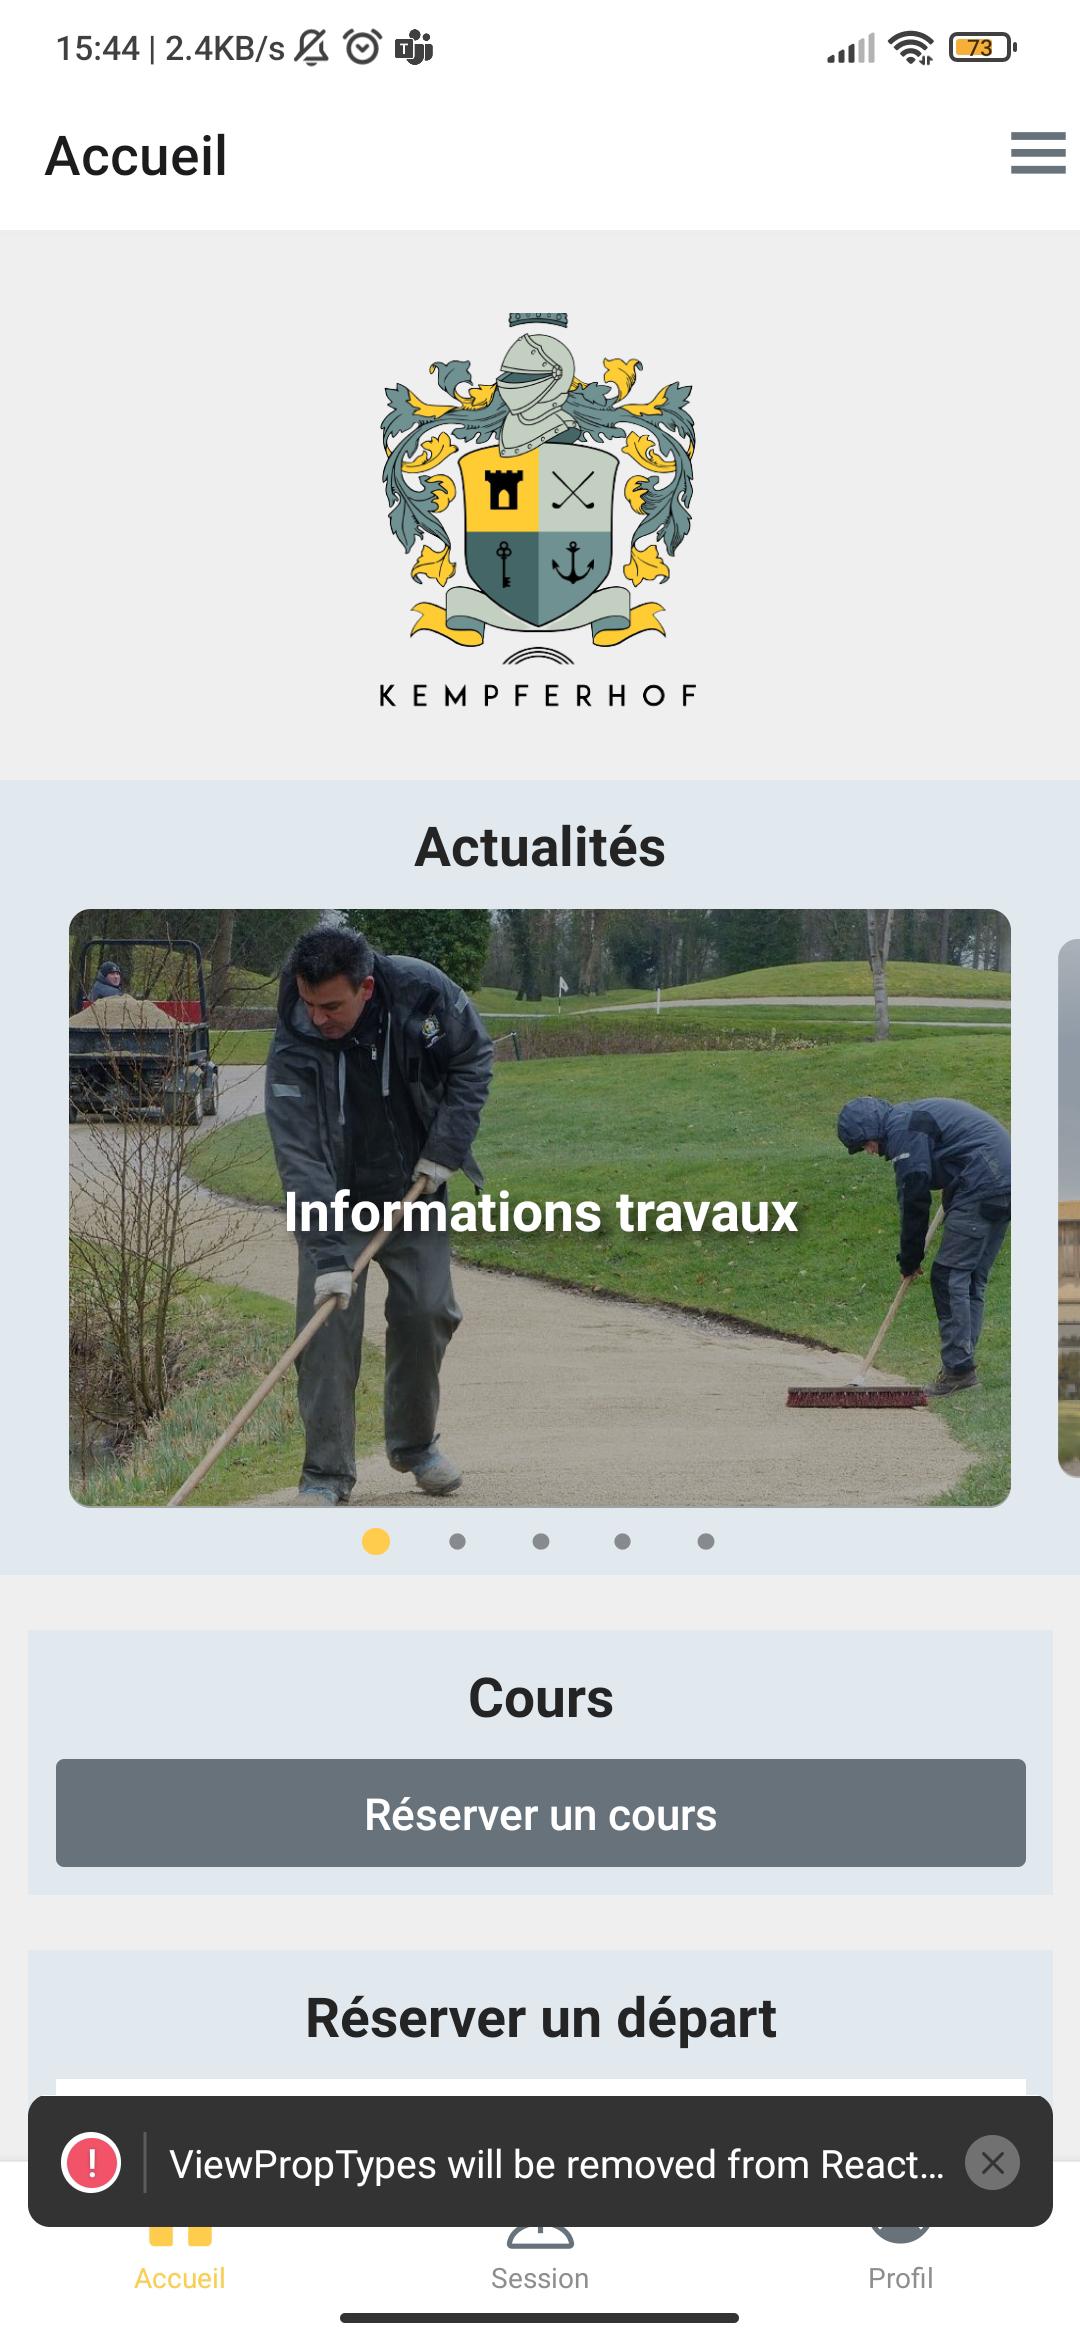 15:44 | 2.4KB/s
73
Accueil
KEMPFERHOF
Actualités
Informations travaux
Cours
Réserver un cours
Réserver un départ
ViewPropTypes will be removed from React...
Accueil
Session
Profil